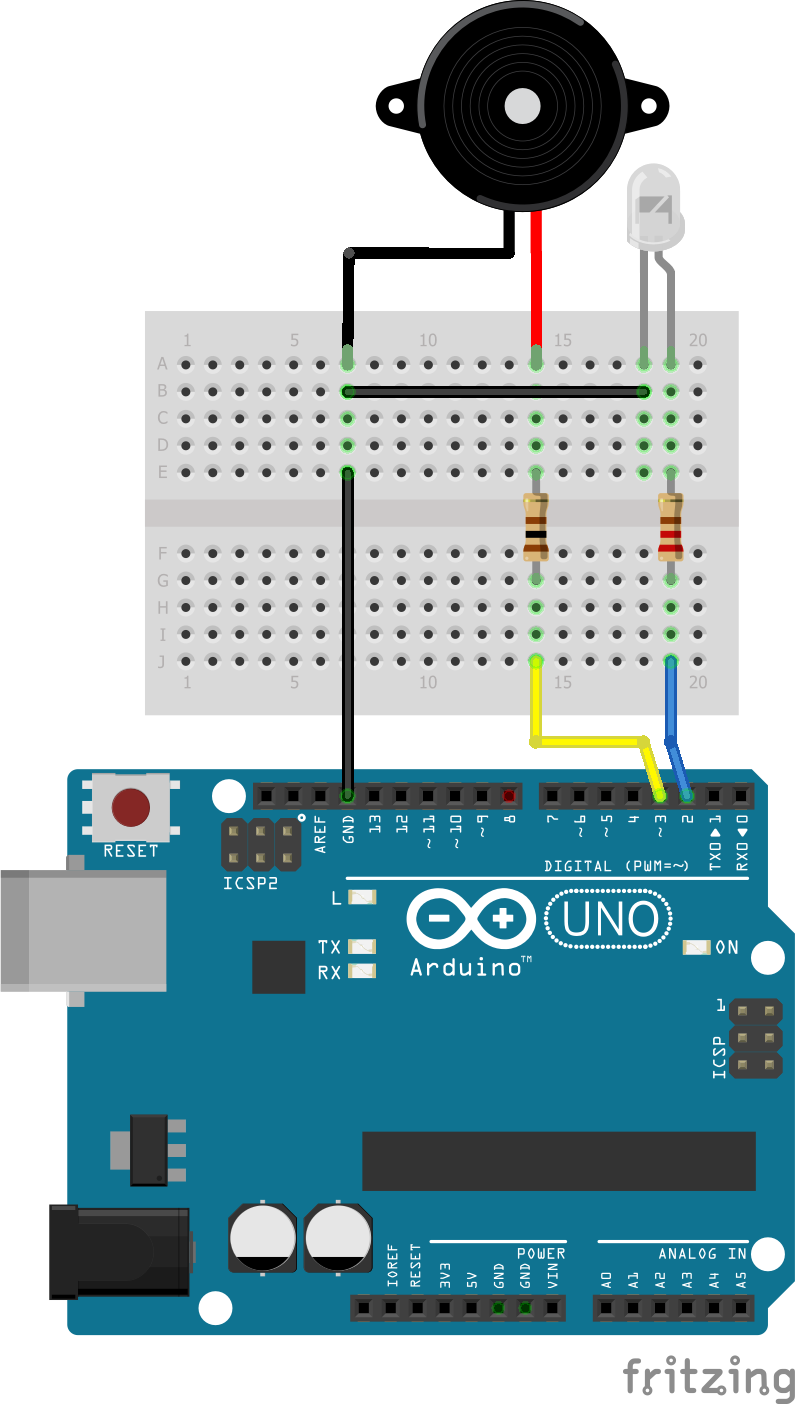 1 5 10 15 20
A
B
C
D
E
F
G
H
I
J
1 5 10 15 20
RESET
ICSP2
AREF
GND
13
12
~11
~10
~9
8
7
~6
~5
4
~3
2
TX0▶1
RX0◀0
DIGITAL (PWM=~)
L
TX
RX
UNO
Arduino™
ON
1
ICSP
IOREF
RESET
3V3
5V
GND
GND
VIN
POWER
A0
A1
A2
A3
A4
A5
ANALOG IN
fritzing